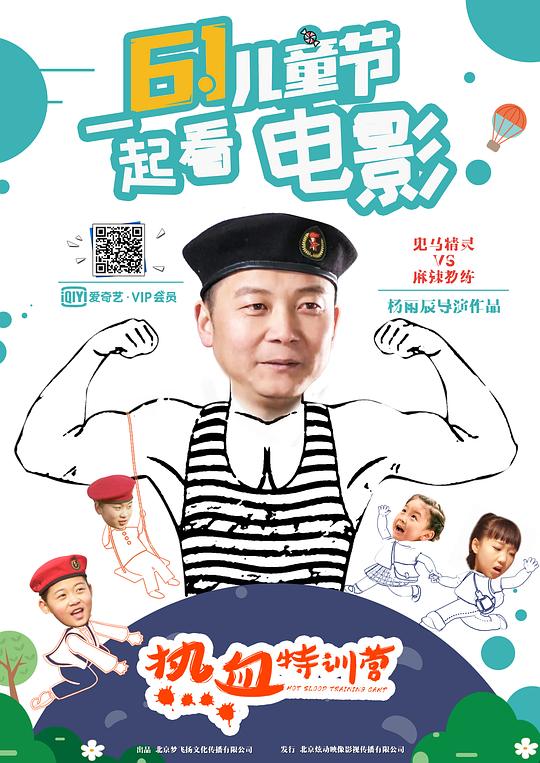 6.1儿童节
一起看电影
鬼马精灵
VS
麻辣教练
杨雨辰导演作品
iQIYI 爱奇艺·VIP会员
热血特训营
HOT BLOOD TRAINING CAMP
出品 北京梦飞扬文化传播有限公司 发行 北京炫动映像影视传播有限公司